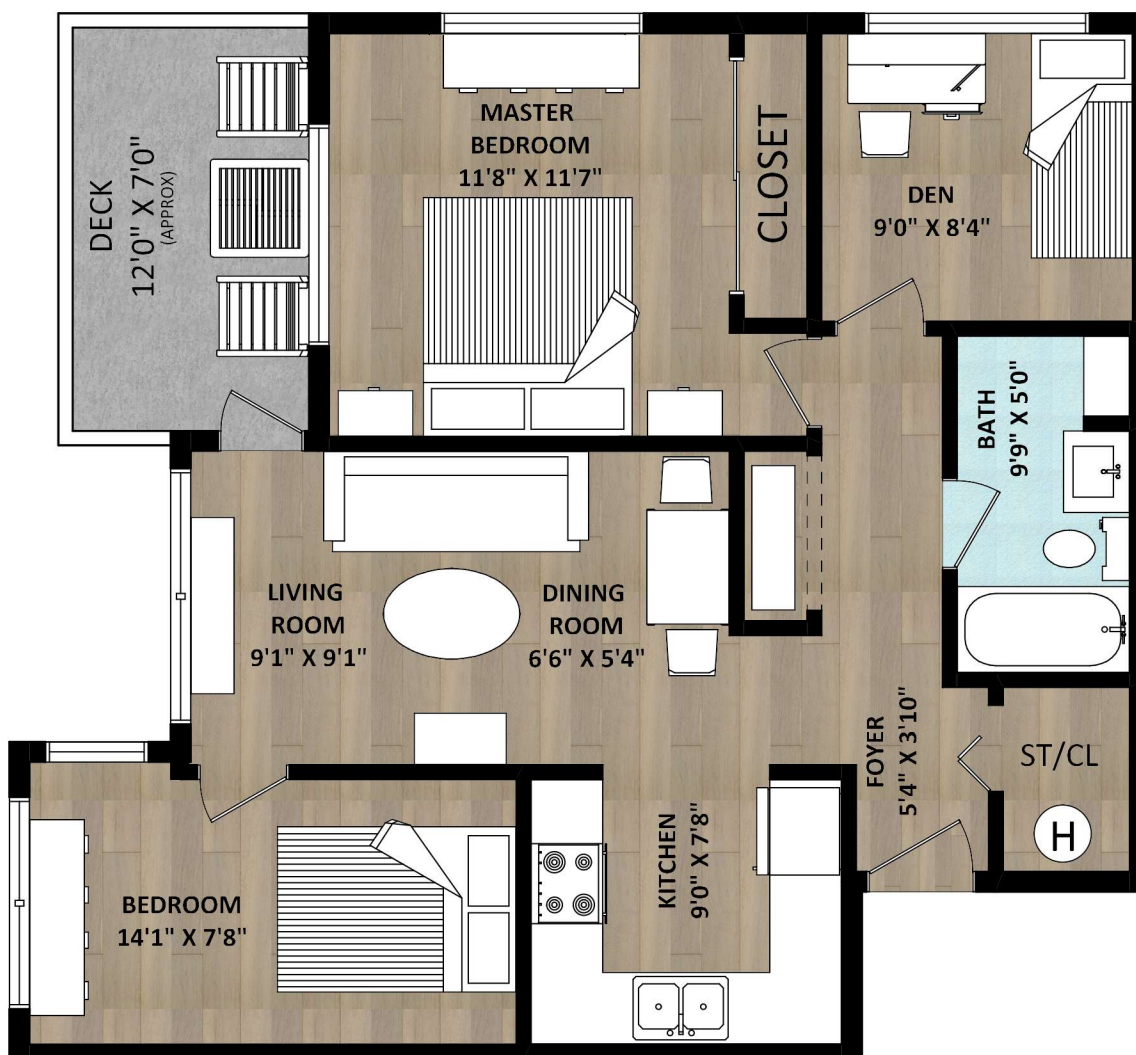 MASTER
BEDROOM
11'8" X 11'7"
CLOSET
DEN
9'0" X 8'4"
DECK
12'0" X 7'0"
(APPROX)
BATH
9'9" X 5'0"
LIVING
ROOM
9'1" X 9'1"
DINING
ROOM
6'6" X 5'4"
FOYER
5'4" X 3'10"
ST/CL
H
KITCHEN
9'0" X 7'8"
BEDROOM
14'1" X 7'8"